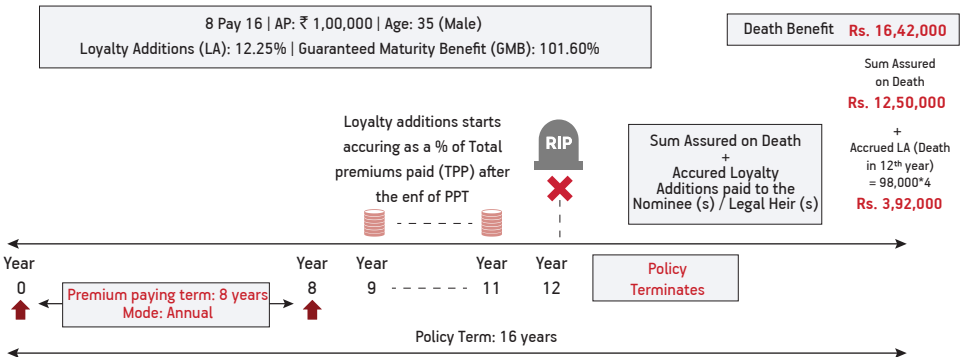 8 Pay 16 | AP: ₹ 1,00,000 | Age: 35 (Male)
Loyalty Additions (LA): 12.25% | Guaranteed Maturity Benefit (GMB): 101.60%
Death Benefit Rs. 16,42,000
Sum Assured
on Death
Rs. 12,50,000
+
Accrued LA (Death
in 12th year)
= 98,000*4
Rs. 3,92,000
Loyalty additions starts
accuring as a % of Total
premiums paid (TPP) after
the enf of PPT
RIP
Sum Assured on Death
+
Accured Loyalty
Additions paid to the
Nominee (s) / Legal Heir (s)
Year Year Year Year Year
0 8 9 11 12
Premium paying term: 8 years
Mode: Annual
Policy
Terminates
Policy Term: 16 years